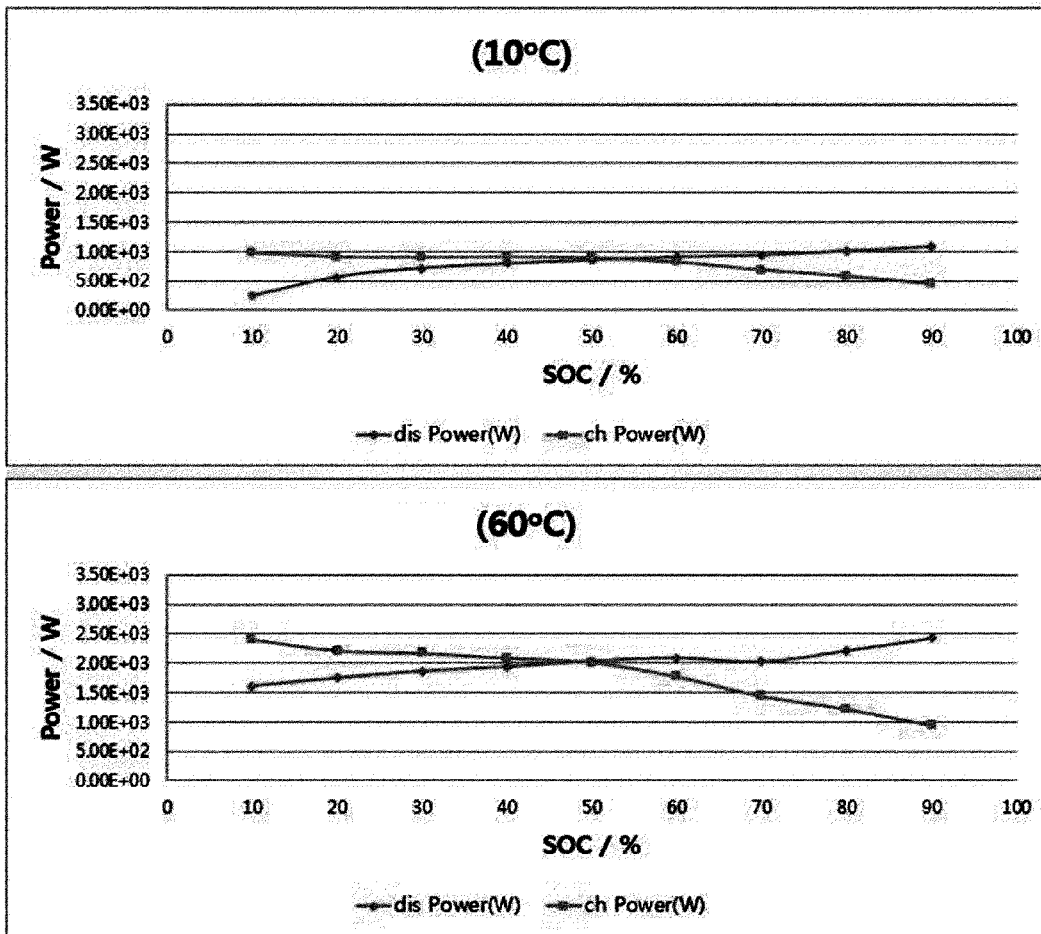 (10°C)
3.50E+03
3.00E+03
2.50E+03
2.00E+03
1.50E+03
1.00E+03
5.00E+02
0.00E+00
Power / W
0 10 20 30 40 50 60 70 80 90 100
SOC / %
dis Power(W) ch Power(W)
(60°C)
3.50E+03
3.00E+03
2.50E+03
2.00E+03
1.50E+03
1.00E+03
5.00E+02
0.00E+00
Power / W
0 10 20 30 40 50 60 70 80 90 100
SOC / %
dis Power(W) ch Power(W)